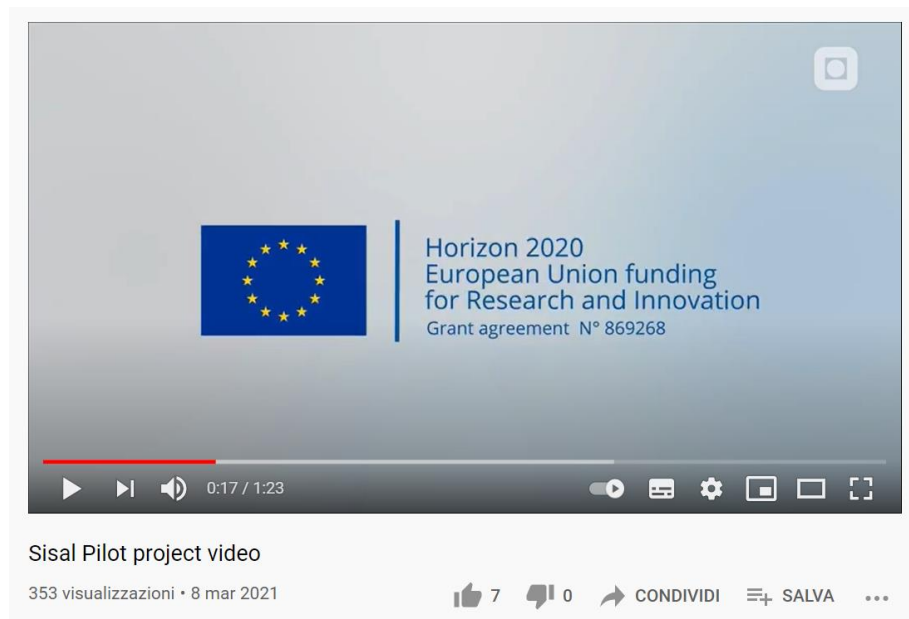 Horizon 2020
European Union funding
for Research and Innovation
Grant agreement N° 869268
0:17 / 1:23
Sisal Pilot project video
353 visualizzazioni • 8 mar 2021
7
0
CONDIVIDI
SALVA